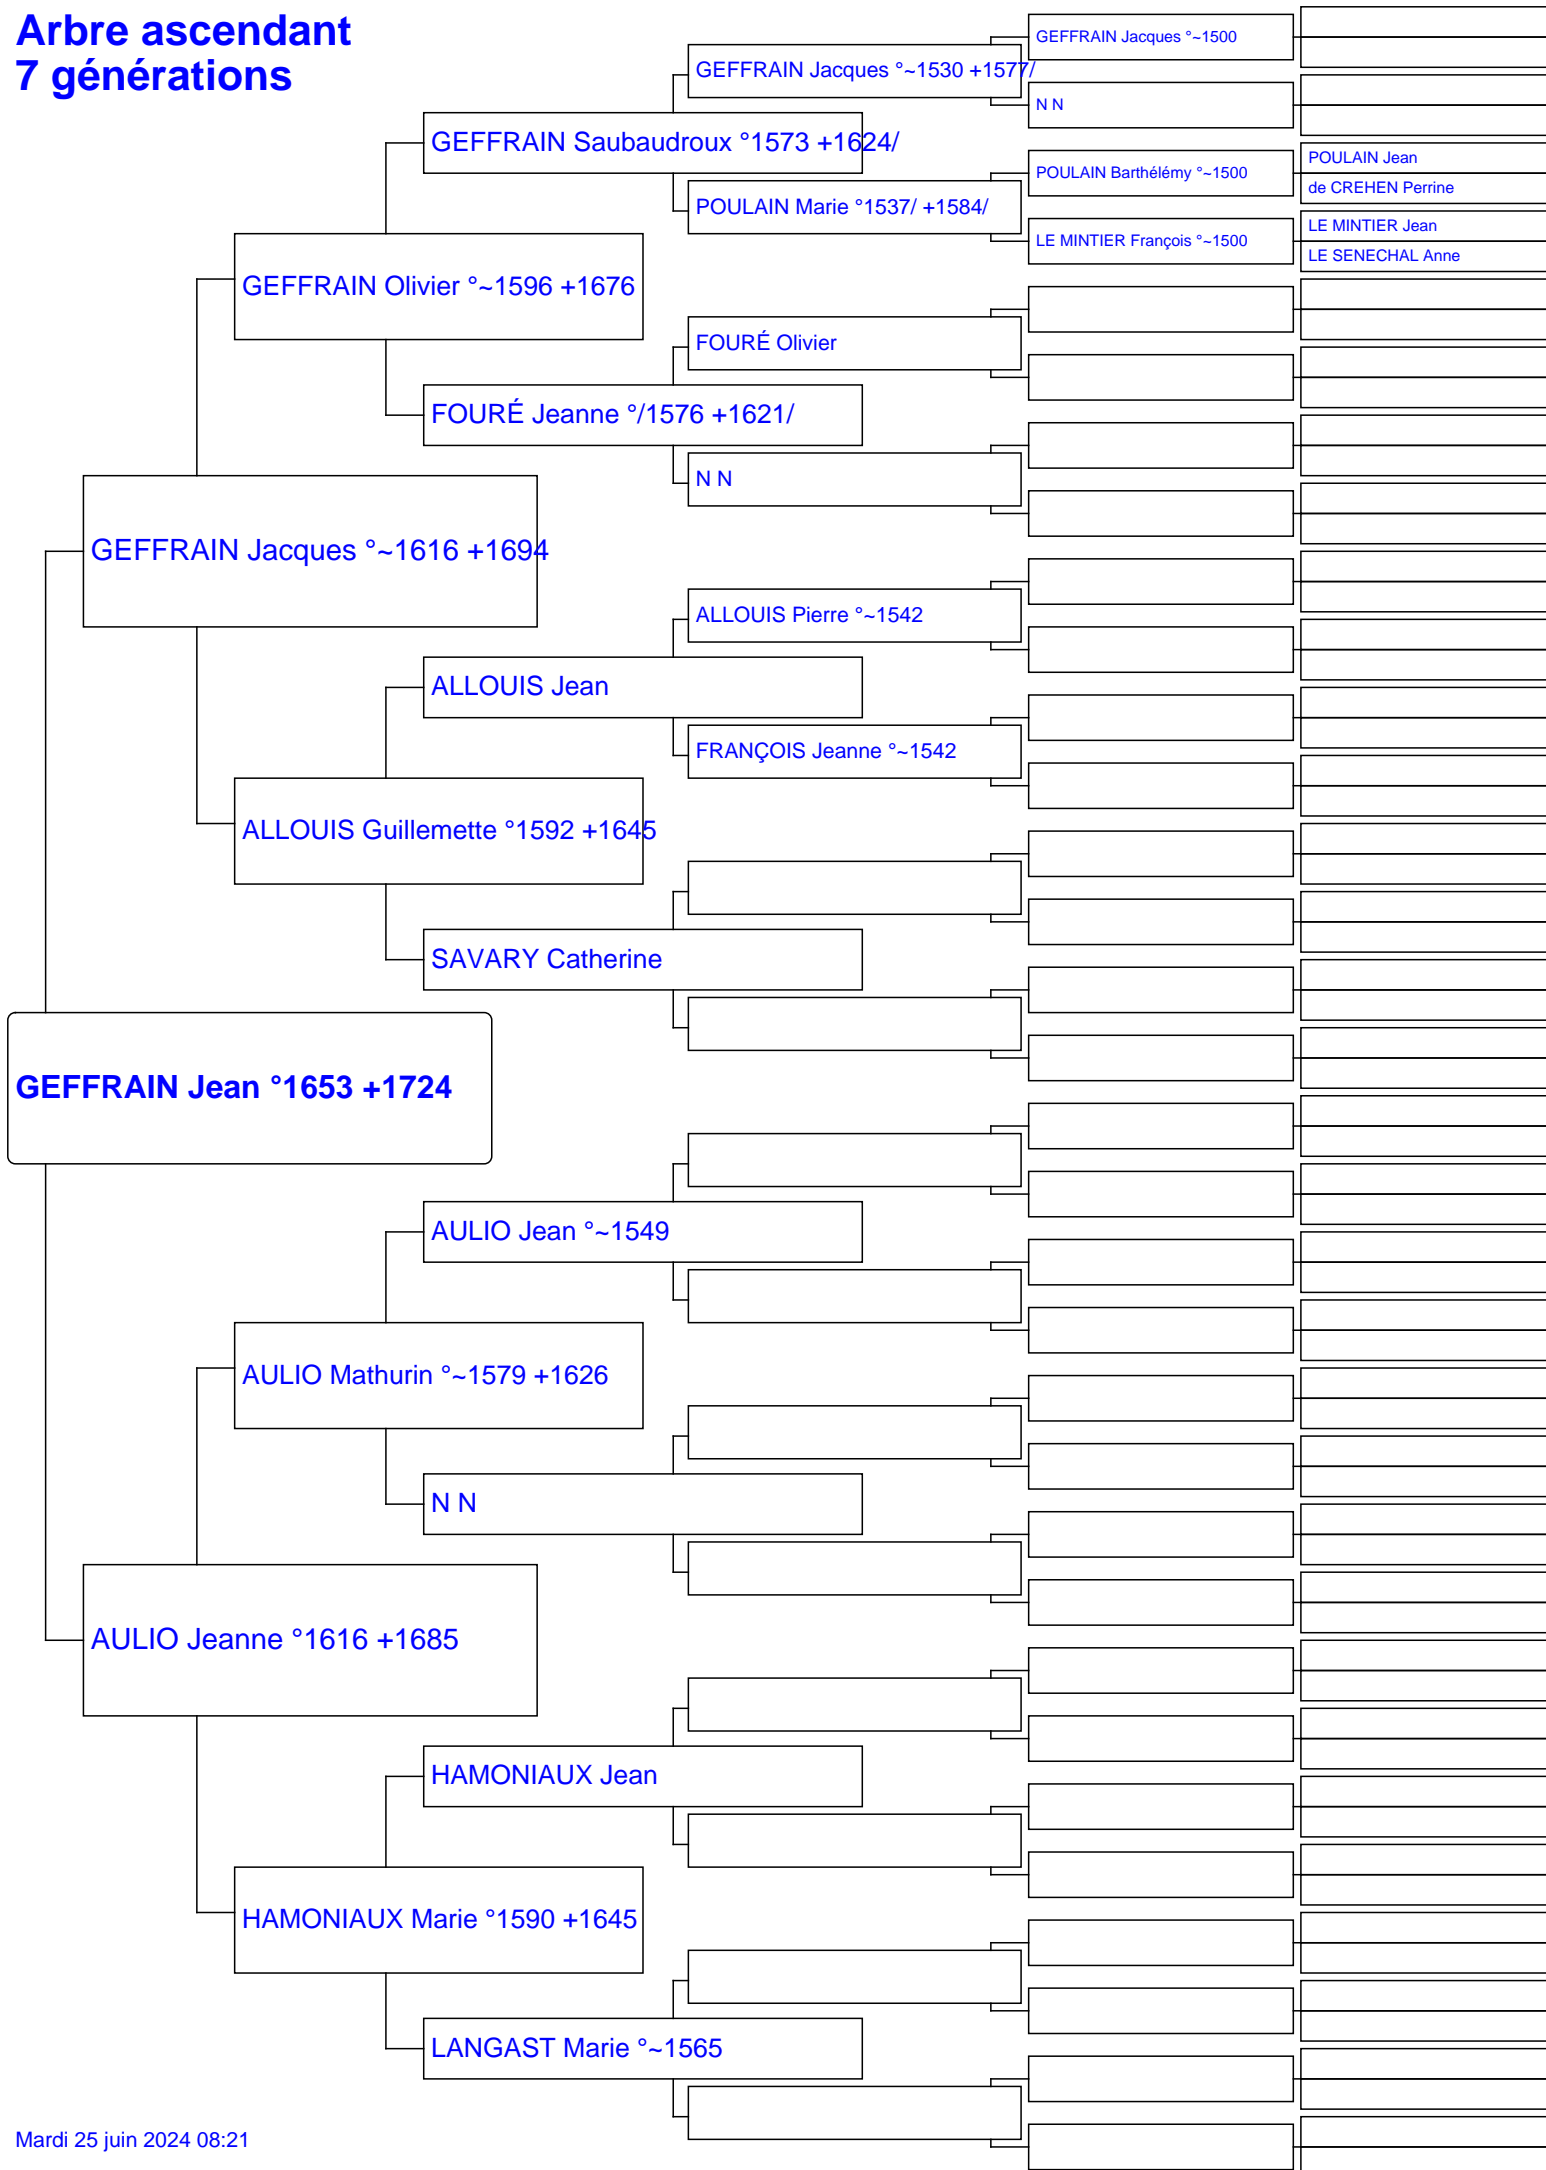 Arbre ascendant
7 générations
GEFFRAIN Jacques °~1500
GEFFRAIN Jacques °~1530 +1577/
N N
GEFFRAIN Saubaudroux °1573 +1624/
POULAIN Jean
POULAIN Barthélémy °~1500
de CREHEN Perrine
POULAIN Marie °1537/ +1584/
LE MINTIER Jean
LE MINTIER François °~1500
LE SENECHAL Anne
GEFFRAIN Olivier °~1596 +1676
FOURÉ Olivier
FOURÉ Jeanne °/1576 +1621/
N N
GEFFRAIN Jacques °~1616 +1694
ALLOUIS Pierre °~1542
ALLOUIS Jean
FRANÇOIS Jeanne °~1542
ALLOUIS Guillemette °1592 +1645
SAVARY Catherine
GEFFRAIN Jean °1653 +1724
AULIO Jean °~1549
AULIO Mathurin °~1579 +1626
N N
AULIO Jeanne °1616 +1685
HAMONIAUX Jean
HAMONIAUX Marie °1590 +1645
LANGAST Marie °~1565
Mardi 25 juin 2024 08:21